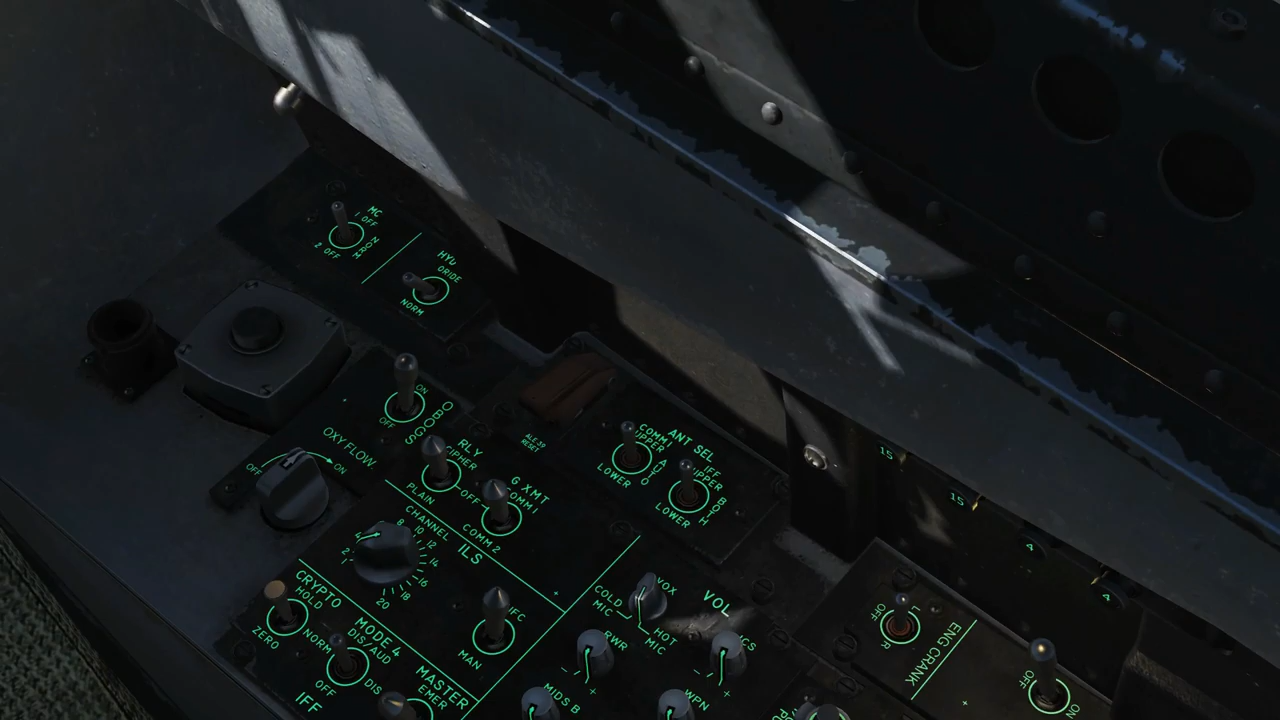 MC
1 OFF
NORM
2 OFF
HYD
ORIDE
NORM
ON
OFF
OBOGS
OXY FLOW
OFF
ON
RLY
CIPHER
PLAIN
OFF
G XMT
COMM 1
COMM 2
ALE-39
RESET
ANT SEL
COMM 1
UPPER
AUTO
LOWER
IFF
UPPER
BOTH
LOWER
15
15
4
4
CHANNEL
ILS
1
2
4
8
10
12
14
16
18
20
UFC
MAN
CRYPTO
HOLD
NORM
ZERO
MODE 4
DIS/AUD
DIS
OFF
IFF
MASTER
EMER
VOL
VOX
COLD
MIC
HOT
MIC
RWR
- +
ICS
- +
MIDS B
WPN
ENG CRANK
L
OFF
R
OFF
ON